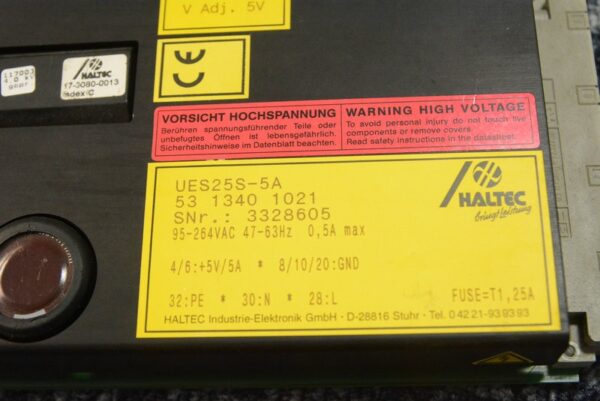 V Adj. 5V
CE
HALTEC
17-3080-0013
Index/C
VORSICHT HOCHSPANNUNG
Berühren spannungsführender Teile oder
unbefugtes Öffnen ist lebensgefährlich.
Sicherheitshinweise im Datenblatt beachten.
WARNING HIGH VOLTAGE
To avoid personal injury do not touch live
components or remove covers.
Read safety instructions in the datasheet.
UES25S-5A
53 1340 1021
SNr.: 3328605
95-264VAC 47-63Hz 0,5A max
4/6:+5V/5A * 8/10/20:GND
32:PE * 30:N * 28:L
FUSE=T1,25A
HALTEC
bringt Leistung
HALTEC Industrie-Elektronik GmbH · D-28816 Stuhr · Tel. 0 42 21-93 93 93